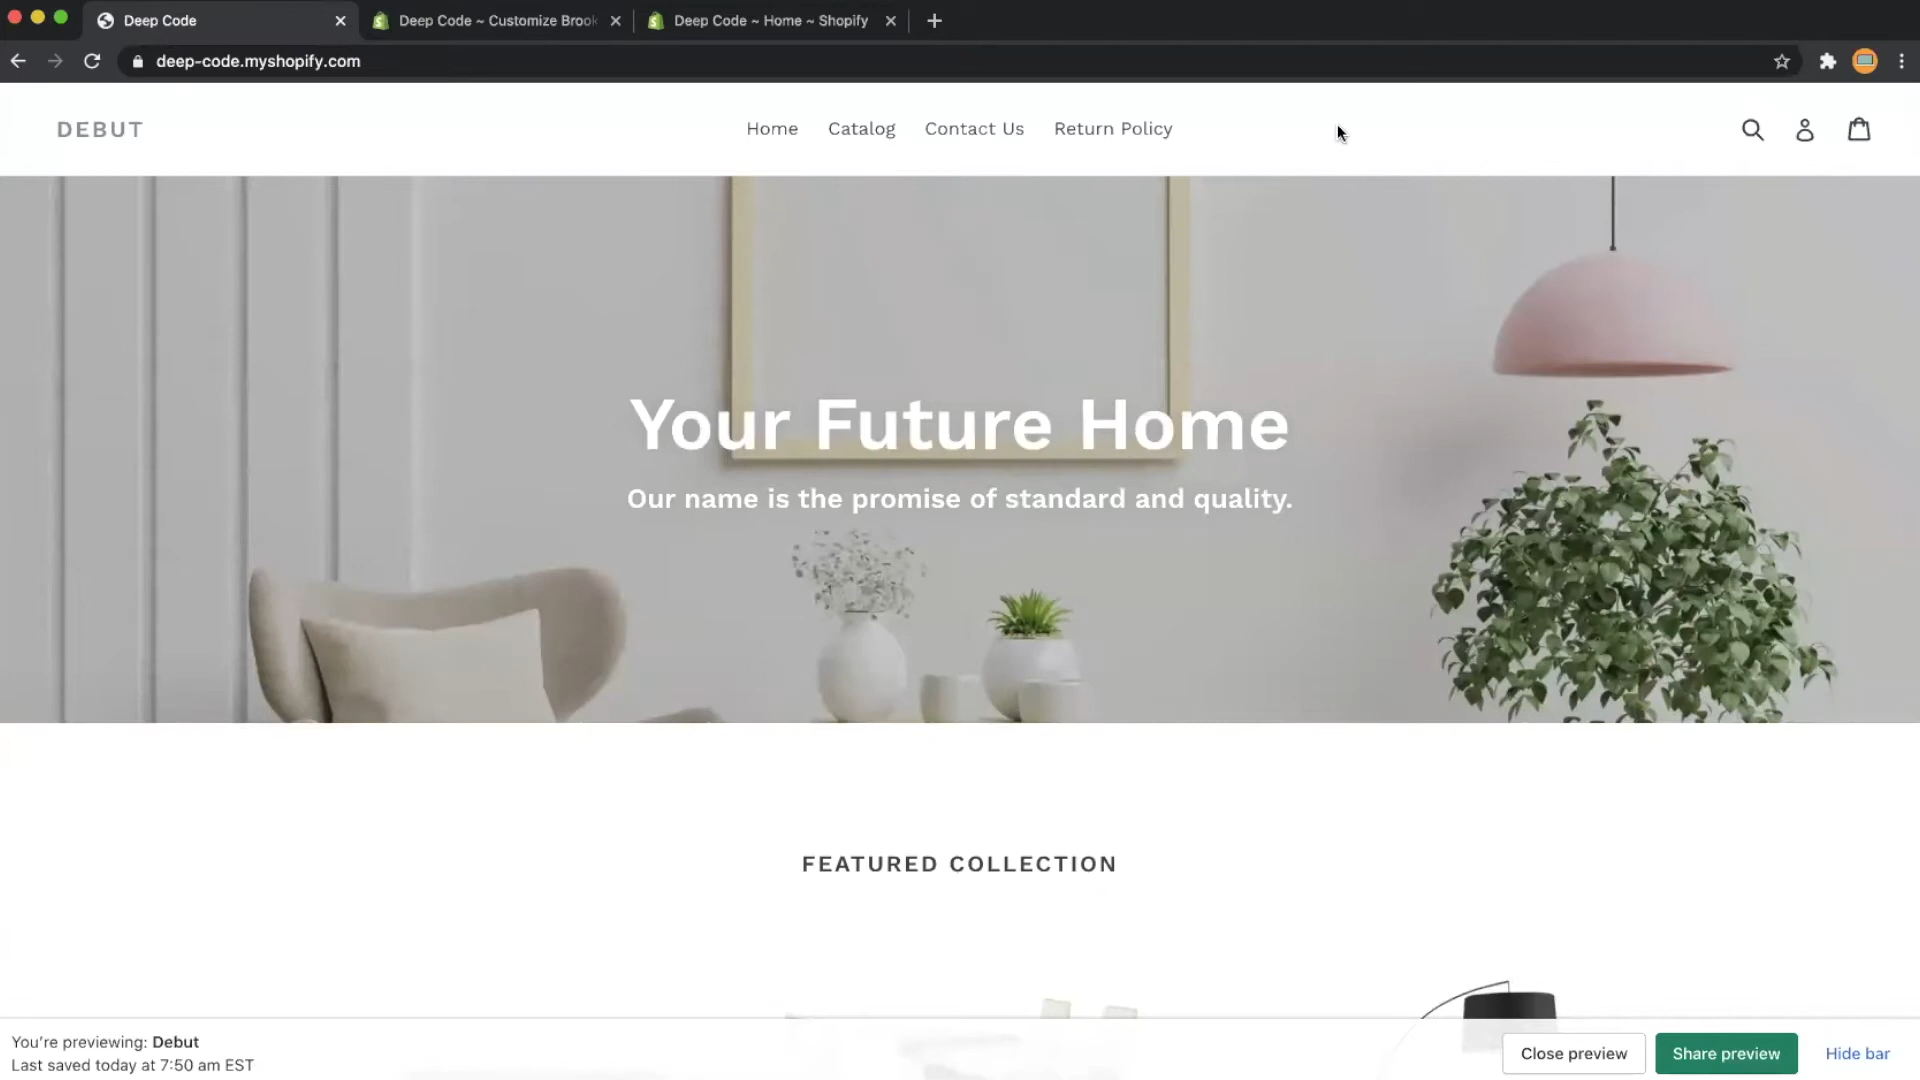 Deep Code
Deep Code ~ Customize Brook
Deep Code ~ Home ~ Shopify
deep-code.myshopify.com
DEBUT
Home
Catalog
Contact Us
Return Policy
Your Future Home
Our name is the promise of standard and quality.
FEATURED COLLECTION
You're previewing: Debut
Last saved today at 7:50 am EST
Close preview
Share preview
Hide bar